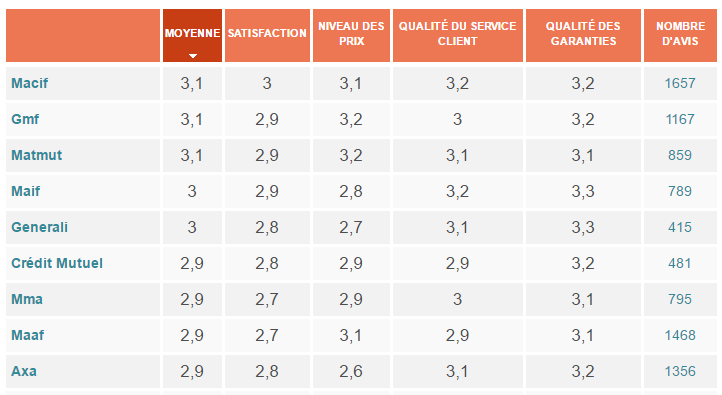 MOYENNE SATISFACTION NIVEAU DES PRIX QUALITÉ DU SERVICE CLIENT QUALITÉ DES GARANTIES NOMBRE D'AVIS
Macif 3,1 3 3,1 3,2 3,2 1657
Gmf 3,1 2,9 3,2 3 3,2 1167
Matmut 3,1 2,9 3,2 3,1 3,1 859
Maif 3 2,9 2,8 3,2 3,3 789
Generali 3 2,8 2,7 3,1 3,3 415
Crédit Mutuel 2,9 2,8 2,9 2,9 3,2 481
Mma 2,9 2,7 2,9 3 3,1 795
Maaf 2,9 2,7 3,1 2,9 3,1 1468
Axa 2,9 2,8 2,6 3,1 3,2 1356